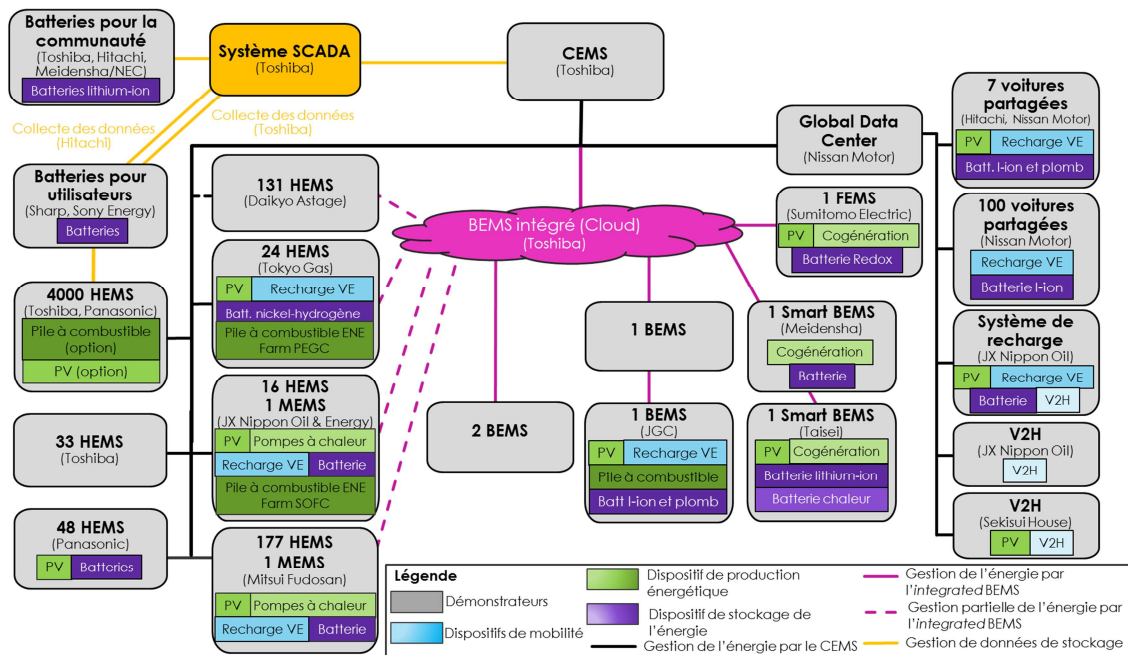 Batteries pour la
communauté
(Toshiba, Hitachi,
Meidensha/NEC)
Batteries lithium-ion
Système SCADA
(Toshiba)
CEMS
(Toshiba)
Collecte des données
(Hitachi)
Collecte des données
(Toshiba)
Batteries pour
utilisateurs
(Sharp, Sony Energy)
Batteries
4000 HEMS
(Toshiba, Panasonic)
Pile à combustible
(option)
PV (option)
33 HEMS
(Toshiba)
48 HEMS
(Panasonic)
PV
Batteries
131 HEMS
(Daikyo Astage)
24 HEMS
(Tokyo Gas)
PV
Recharge VE
Batt. nickel-hydrogène
Pile à combustible ENE
Farm PEGC
16 HEMS
1 MEMS
(JX Nippon Oil & Energy)
PV
Pompes à chaleur
Recharge VE
Batterie
Pile à combustible ENE
Farm SOFC
177 HEMS
1 MEMS
(Mitsui Fudosan)
PV
Pompes à chaleur
Recharge VE
Batterie
BEMS intégré (Cloud)
(Toshiba)
2 BEMS
1 BEMS
1 BEMS
(JGC)
PV
Recharge VE
Pile à combustible
Batt l-ion et plomb
Global Data
Center
(Nissan Motor)
1 FEMS
(Sumitomo Electric)
PV
Cogénération
Batterie Redox
1 Smart BEMS
(Meidensha)
Cogénération
Batterie
1 Smart BEMS
(Taisei)
PV
Cogénération
Batterie lithium-ion
Batterie chaleur
7 voitures
partagées
(Hitachi, Nissan Motor)
PV
Recharge VE
Batt. l-ion et plomb
100 voitures
partagées
(Nissan Motor)
Recharge VE
Batterie l-ion
Système de
recharge
(JX Nippon Oil)
PV
Recharge VE
Batterie
V2H
V2H
(JX Nippon Oil)
V2H
V2H
(Sekisui House)
PV
V2H
Légende
Démonstrateurs
Dispositifs de mobilité
Dispositif de production
énergétique
Dispositif de stockage de
l'énergie
Gestion de l'énergie par le CEMS
Gestion de l'énergie par
l'integrated BEMS
Gestion partielle de l'énergie par
l'integrated BEMS
Gestion de données de stockage